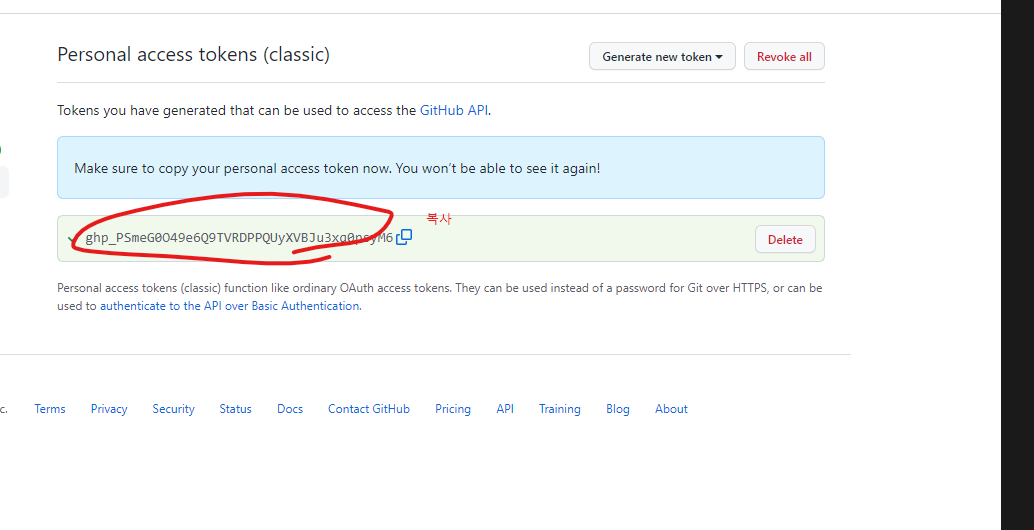 Personal access tokens (classic)
Generate new token
Revoke all
Tokens you have generated that can be used to access the GitHub API.
Make sure to copy your personal access token now. You won’t be able to see it again!
복사
Delete
Personal access tokens (classic) function like ordinary OAuth access tokens. They can be used instead of a password for Git over HTTPS, or can be
used to authenticate to the API over Basic Authentication.
c. Terms Privacy Security Status Docs Contact GitHub Pricing API Training Blog About